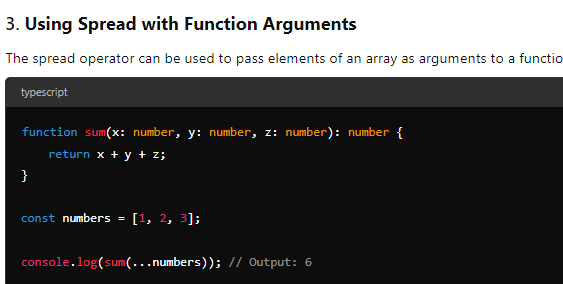 3. Using Spread with Function Arguments
The spread operator can be used to pass elements of an array as arguments to a functio
typescript
function sum(x: number, y: number, z: number): number {
    return x + y + z;
}
const numbers = [1, 2, 3];
console.log(sum(...numbers)); // Output: 6